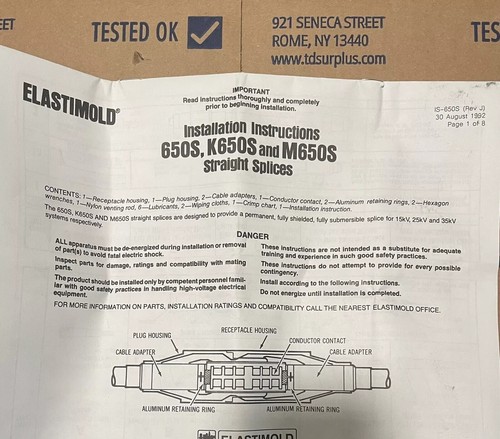 TESTED OK
921 SENECA STREET
ROME, NY 13440
www.tdsurplus.com
TES
ELASTIMOLD®
IMPORTANT
Read instructions thoroughly and completely
prior to beginning installation.
IS-650S (Rev J)
30 August 1992
Page 1 of 8
Installation Instructions
650S, K650S and M650S
Straight Splices
CONTENTS: 1—Receptacle housing, 1—Plug housing, 2—Cable adapters, 1—Conductor contact, 2—Aluminum retaining rings, 2—Hexagon
wrenches, 1—Nylon venting rod, 6—Lubricants, 2—Wiping cloths, 1—Crimp chart, 1—Installation instruction.
The 650S, K650S AND M650S straight splices are designed to provide a permanent, fully shielded, fully submersible splice for 15kV, 25kV and 35kV
systems respectively.
DANGER
ALL apparatus must be de-energized during installation or removal
of part(s) to avoid fatal electric shock.
Inspect parts for damage, ratings and compatibility with mating
parts.
The product should be installed only by competent personnel famil-
iar with good safety practices in handling high-voltage electrical
equipment.
These instructions are not intended as a substitute for adequate
training and experience in such good safety practices.
These instructions do not attempt to provide for every possible
contingency.
Install according to the following instructions.
Do not energize until installation is completed.
FOR MORE INFORMATION ON PARTS, INSTALLATION RATINGS AND COMPATIBILITY CALL THE NEAREST ELASTIMOLD OFFICE.
PLUG HOUSING
RECEPTACLE HOUSING
CONDUCTOR CONTACT
CABLE ADAPTER
CABLE ADAPTER
ALUMINUM RETAINING RING
ALUMINUM RETAINING RING
ELASTIMOLD